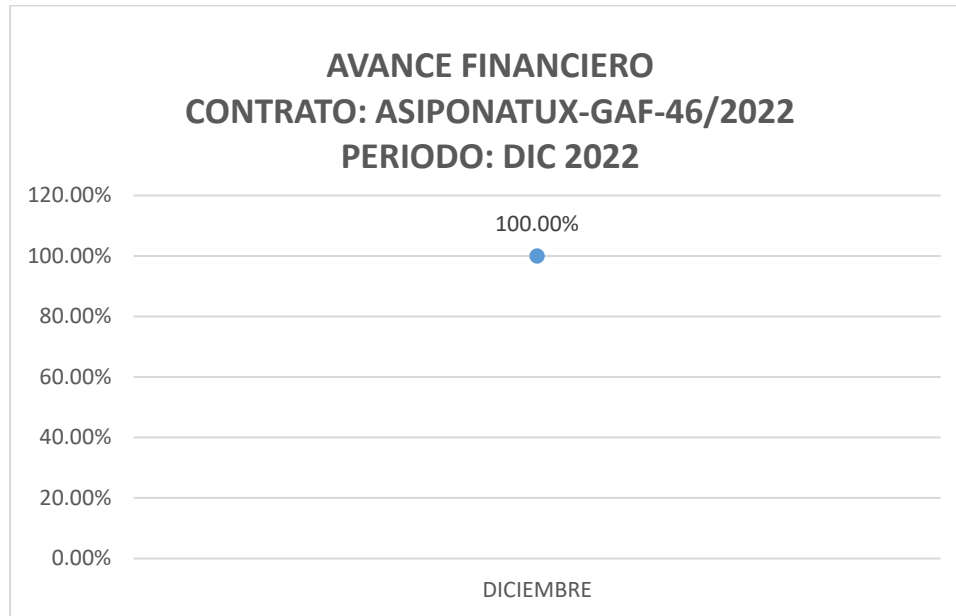 AVANCE FINANCIERO
CONTRATO: ASIPONATUX-GAF-46/2022
PERIODO: DIC 2022
120.00%
100.00%
100.00%
80.00%
60.00%
40.00%
20.00%
0.00%
DICIEMBRE